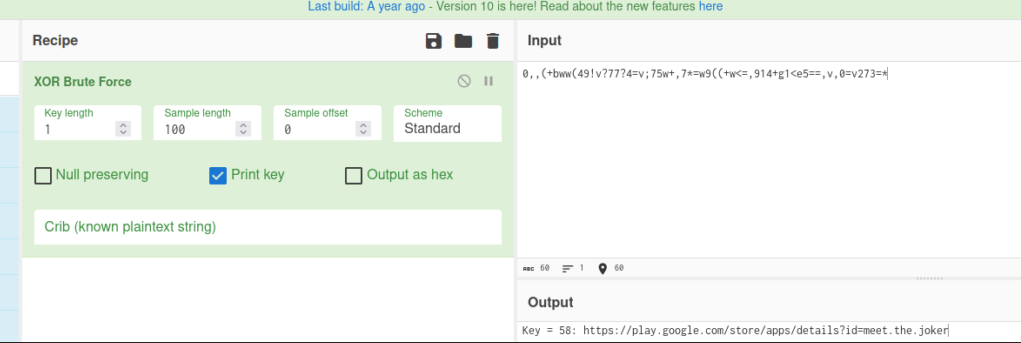 Last build: A year ago - Version 10 is here! Read about the new features here
Recipe
Input
XOR Brute Force
Key length
1
Sample length
100
Sample offset
0
Scheme
Standard
Null preserving
Print key
Output as hex
Crib (known plaintext string)
0,,(+bww(49!v?77?4=v;75w+,7*=w9((+w<=,914+g1<e5==,v,0=v273=*
ABC 60 1 60
Output
Key = 58: https://play.google.com/store/apps/details?id=meet.the.joker